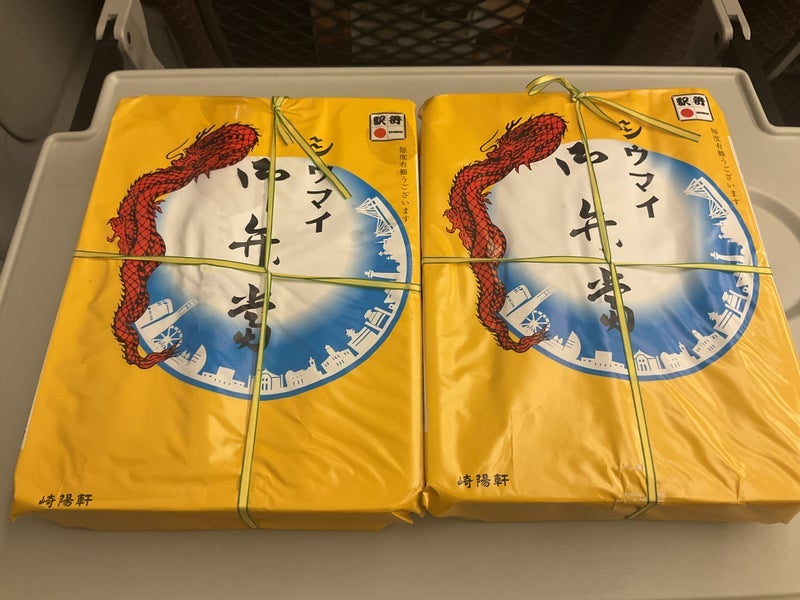 駅弁
シウマイ
御弁當
毎度有難うございます
崎陽軒
駅弁
シウマイ
御弁當
毎度有難うございます
崎陽軒